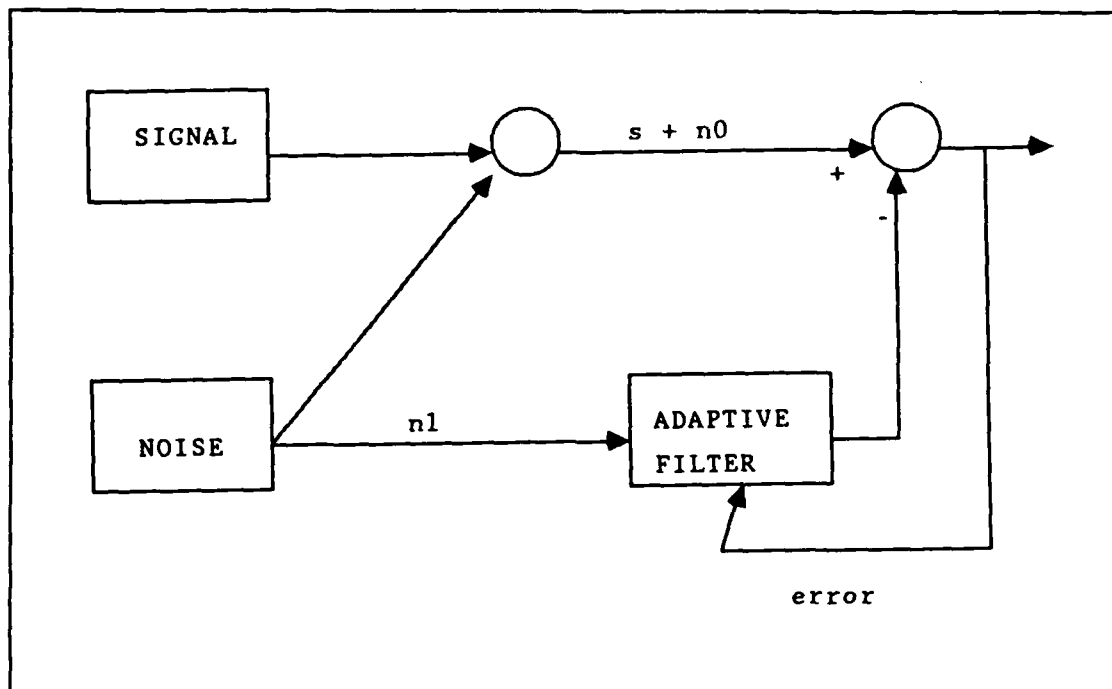 SIGNAL
s + n0
+
-
NOISE
n1
ADAPTIVE
FILTER
error